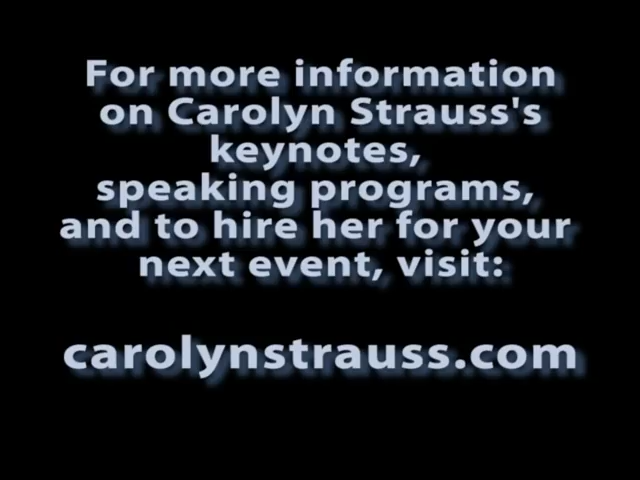 For more information
on Carolyn Strauss's
keynotes,
speaking programs,
and to hire her for your
next event, visit:
carolynstrauss.com